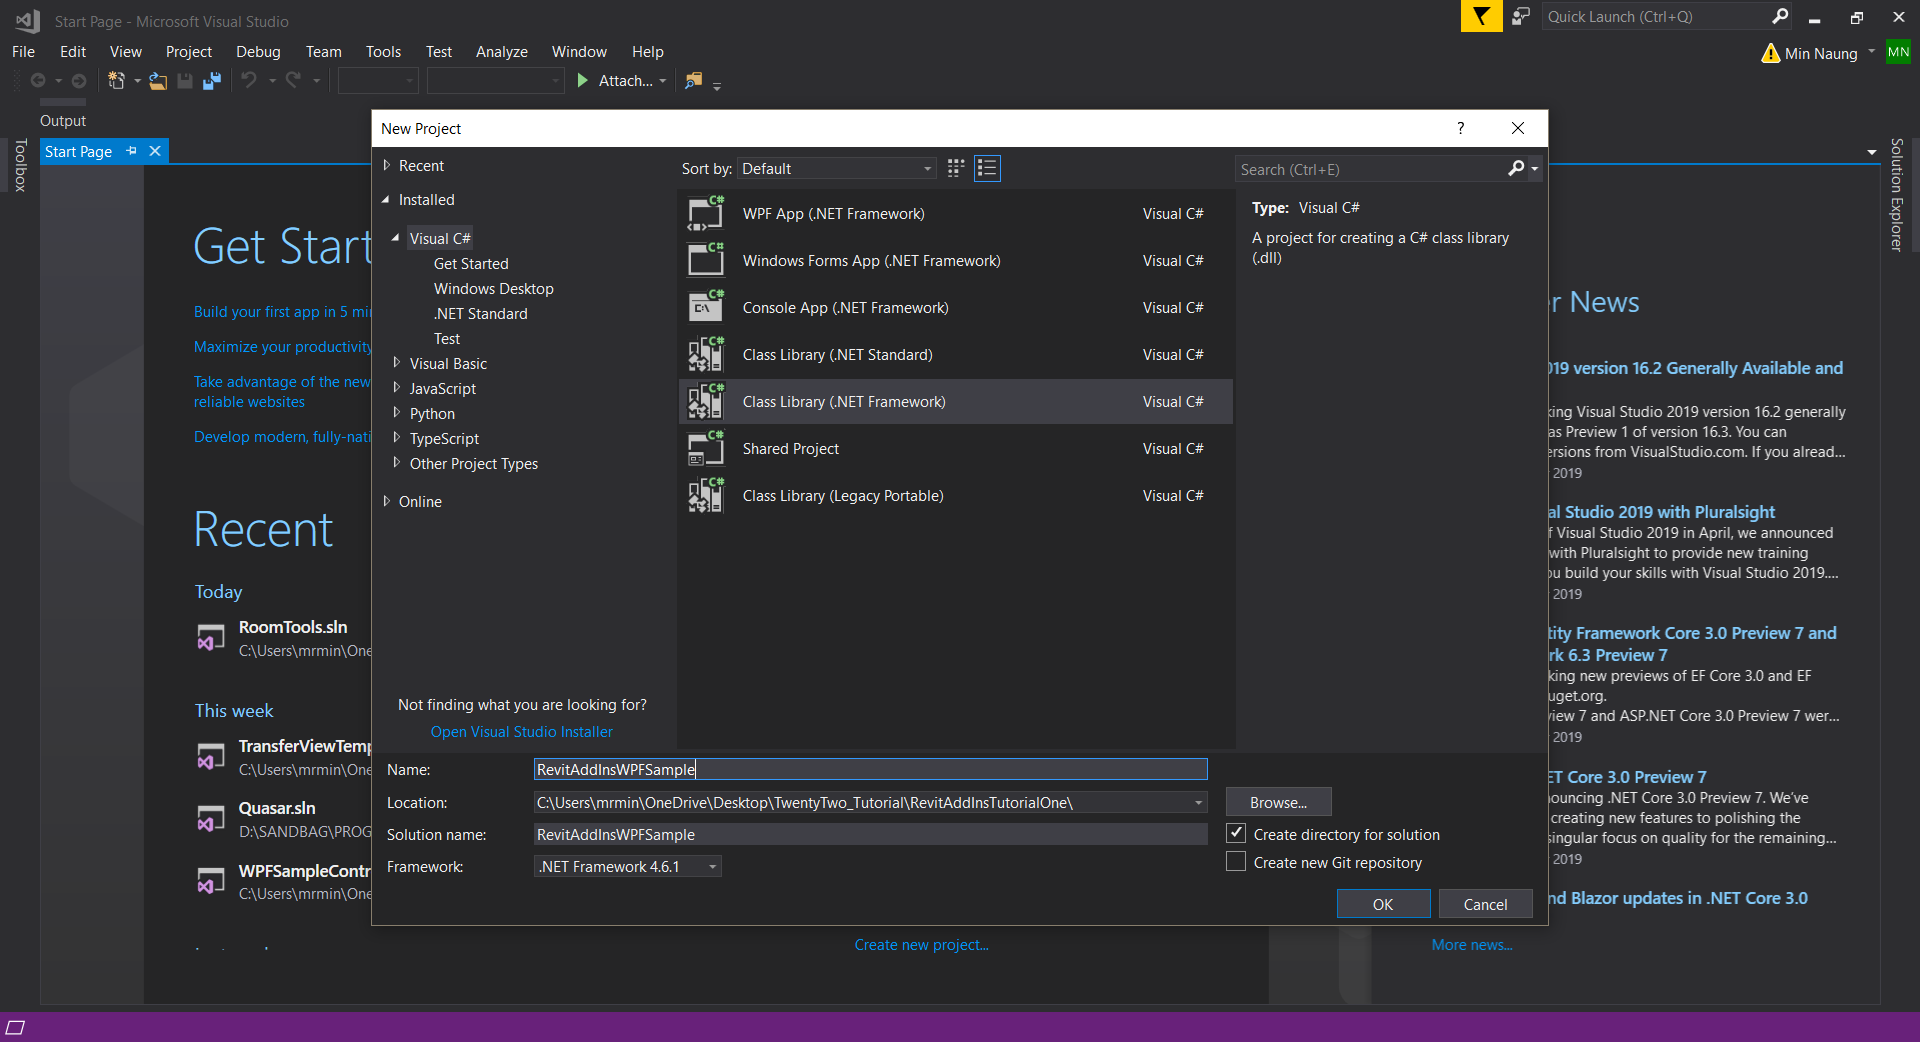 Start Page - Microsoft Visual Studio
Quick Launch (Ctrl+Q)
File Edit View Project Debug Team Tools Test Analyze Window Help
Min Naung
MN
Attach...
Output
Toolbox
Start Page
Solution Explorer
Get Start
Build your first app in 5 mi
Maximize your productivity
Take advantage of the new
reliable websites
Develop modern, fully-nati
Recent
Today
RoomTools.sln
C:\Users\mrmin\One
This week
TransferViewTemp
C:\Users\mrmin\One
Quasar.sln
D:\SANDBAG\PROG
WPFSampleContr
C:\Users\mrmin\One
New Project
?
Recent
Installed
Visual C#
Get Started
Windows Desktop
.NET Standard
Test
Visual Basic
JavaScript
Python
TypeScript
Other Project Types
Online
Not finding what you are looking for?
Open Visual Studio Installer
Sort by: Default
Search (Ctrl+E)
WPF App (.NET Framework) Visual C#
Windows Forms App (.NET Framework) Visual C#
Console App (.NET Framework) Visual C#
Class Library (.NET Standard) Visual C#
Class Library (.NET Framework) Visual C#
Shared Project Visual C#
Class Library (Legacy Portable) Visual C#
Type: Visual C#
A project for creating a C# class library
(.dll)
Name: RevitAddInsWPFSample
Location: C:\Users\mrmin\OneDrive\Desktop\TwentyTwo_Tutorial\RevitAddInsTutorialOne\
Browse...
Solution name: RevitAddInsWPFSample
Create directory for solution
Framework: .NET Framework 4.6.1
Create new Git repository
OK Cancel
Create new project...
er News
019 version 16.2 Generally Available and
king Visual Studio 2019 version 16.2 generally
as Preview 1 of version 16.3. You can
ersions from VisualStudio.com. If you alread...
2019
al Studio 2019 with Pluralsight
f Visual Studio 2019 in April, we announced
with Pluralsight to provide new training
ou build your skills with Visual Studio 2019....
2019
tity Framework Core 3.0 Preview 7 and
rk 6.3 Preview 7
king new previews of EF Core 3.0 and EF
uget.org.
view 7 and ASP.NET Core 3.0 Preview 7 wer...
2019
ET Core 3.0 Preview 7
nouncing .NET Core 3.0 Preview 7. We've
creating new features to polishing the
singular focus on quality for the remaining...
2019
nd Blazor updates in .NET Core 3.0
More news...